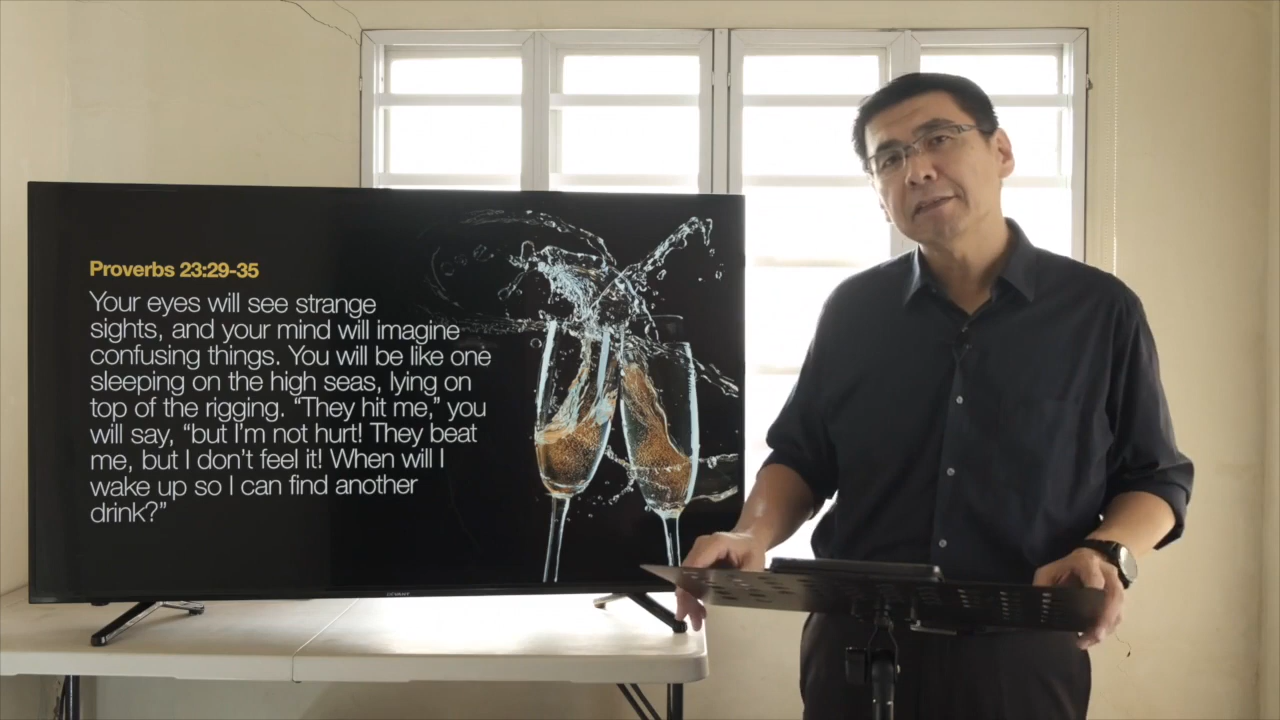 Proverbs 23:29-35
Your eyes will see strange
sights, and your mind will imagine
confusing things. You will be like one
sleeping on the high seas, lying on
top of the rigging. “They hit me,” you
will say, “but I’m not hurt! They beat
me, but I don’t feel it! When will I
wake up so I can find another
drink?”